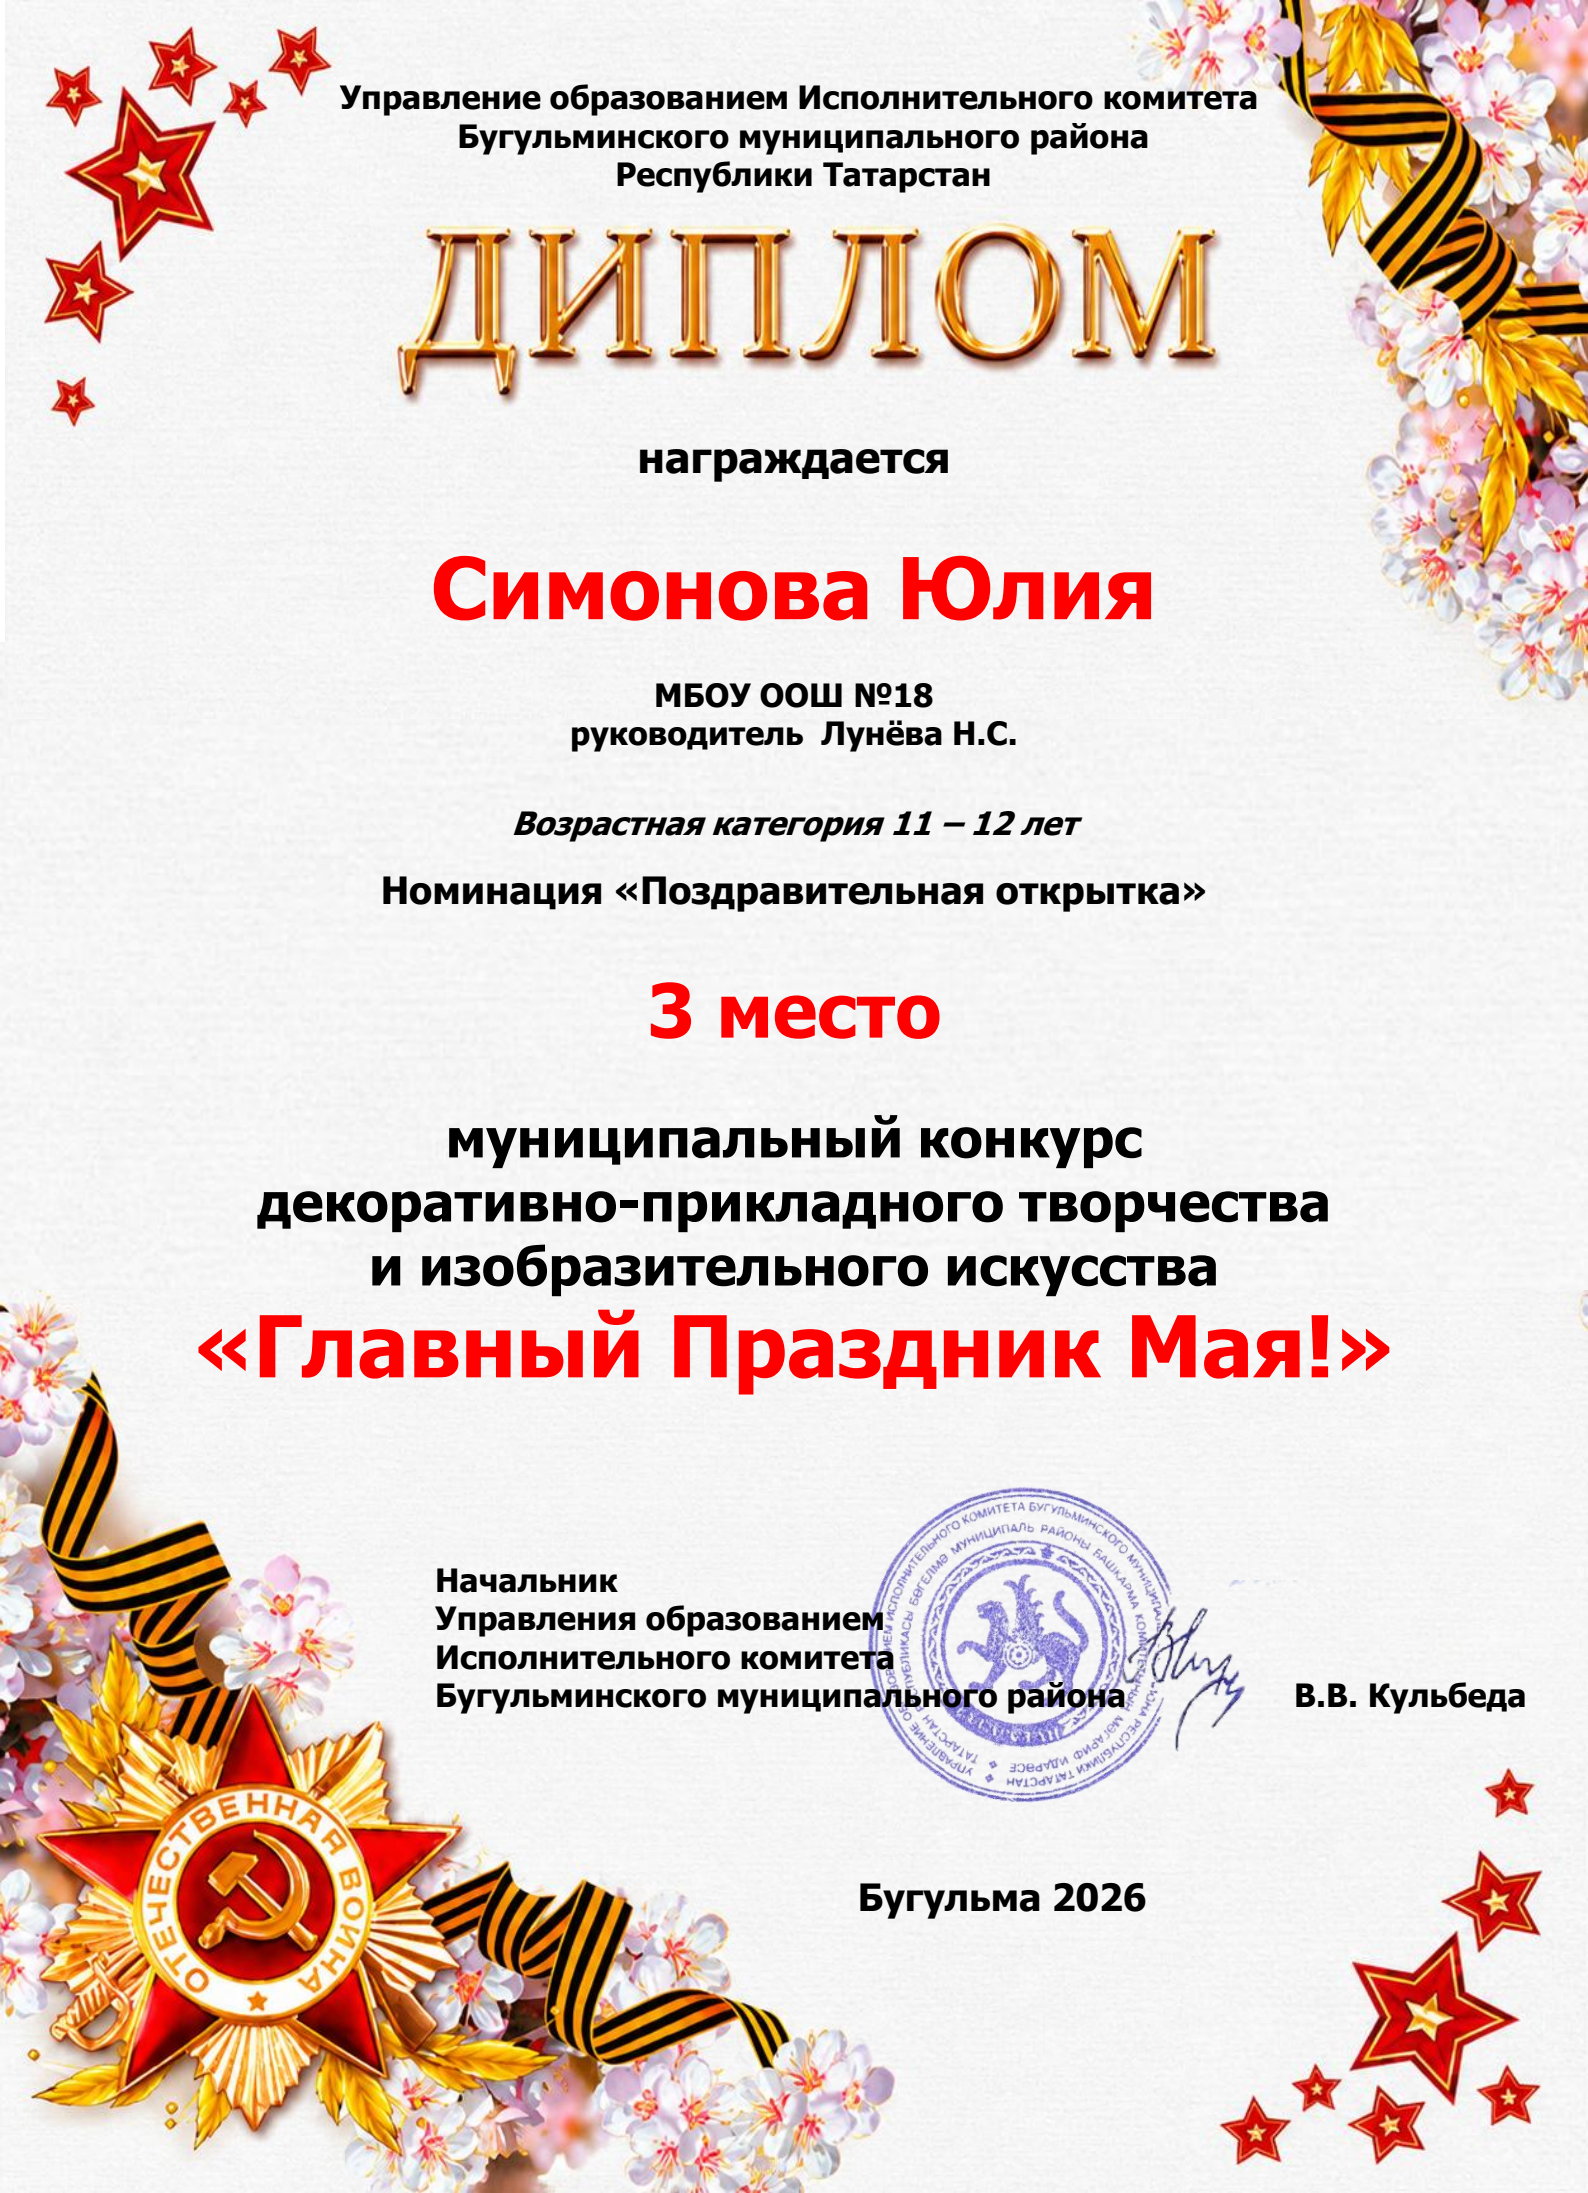 Управление образованием Исполнительного комитета
Бугульминского муниципального района
Республики Татарстан
ДИПЛОМ
награждается
Симонова Юлия
МБОУ ООШ №18
руководитель Лунёва Н.С.
Возрастная категория 11 – 12 лет
Номинация «Поздравительная открытка»
3 место
муниципальный конкурс
декоративно-прикладного творчества
и изобразительного искусства
«Главный Праздник Мая!»
Начальник
Управления образованием
Исполнительного комитета
Бугульминского муниципального района
В.В. Кульбеда
Бугульма 2026
ОТЕЧЕСТВЕННАЯ ВОЙНА